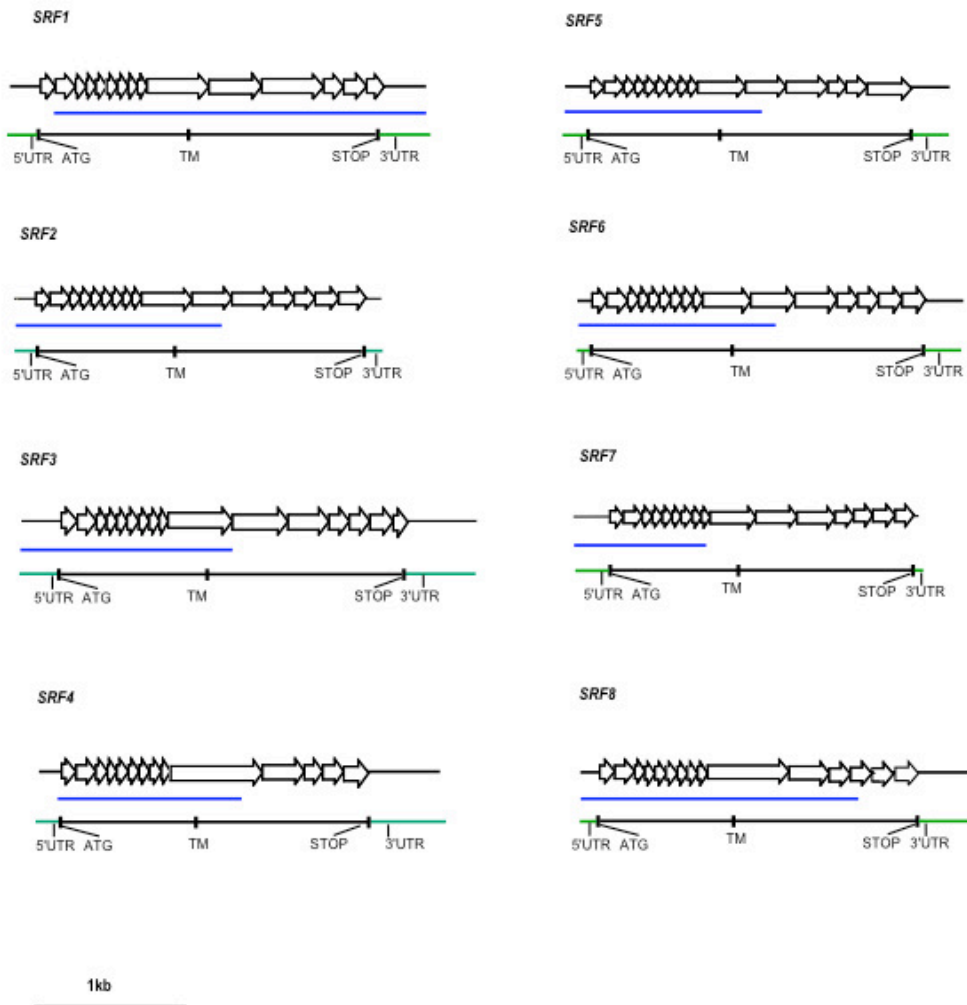 SRF1
5'UTR ATG TM STOP 3'UTR
SRF5
5'UTR ATG TM STOP 3'UTR
SRF2
5'UTR ATG TM STOP 3'UTR
SRF6
5'UTR ATG TM STOP 3'UTR
SRF3
5'UTR ATG TM STOP 3'UTR
SRF7
5'UTR ATG TM STOP 3'UTR
SRF4
5'UTR ATG TM STOP 3'UTR
SRF8
5'UTR ATG TM STOP 3'UTR
1kb